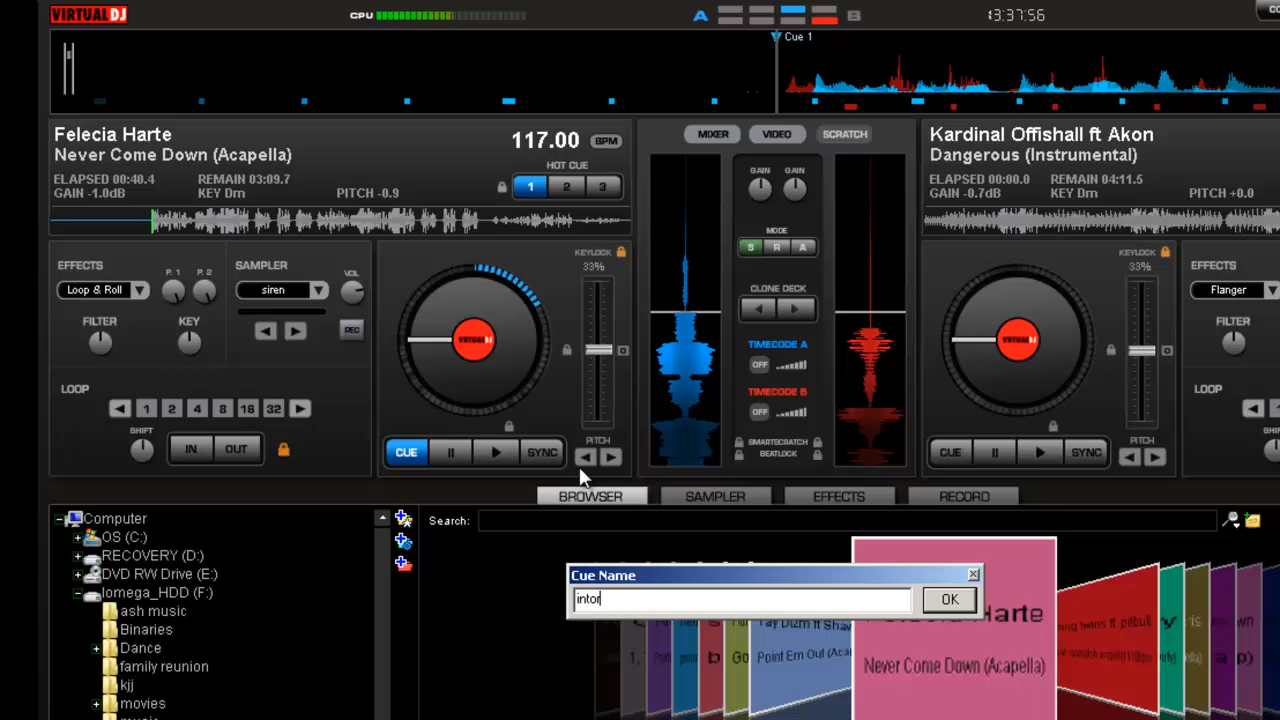 VIRTUALDJ
CPU
A
B
13:37:56
Cue 1
Felecia Harte
Never Come Down (Acapella)
117.00 BPM
ELAPSED 00:40.4 REMAIN 03:09.7
GAIN -1.0dB KEY Dm PITCH -0.9
HOT CUE
1 2 3
MIXER VIDEO SCRATCH
Kardinal Offishall ft Akon
Dangerous (Instrumental)
ELAPSED 00:00.0 REMAIN 04:11.5
GAIN -0.7dB KEY Dm PITCH +0.0
EFFECTS
Loop & Roll
P. 1 P. 2
FILTER KEY
SAMPLER
siren
VOL
REC
KEYLOCK
33%
LOOP
1 2 4 8 16 32
SHIFT
IN OUT
CUE SYNC
PITCH
GAIN GAIN
MODE
S R A
CLONE DECK
TIMECODE A
OFF
TIMECODE B
OFF
SMARTSCRATCH
BEATLOCK
KEYLOCK
33%
CUE SYNC
PITCH
EFFECTS
Flanger
FILTER
LOOP
SHIFT
BROWSER SAMPLER EFFECTS RECORD
Search:
Computer
OS (C:)
RECOVERY (D:)
DVD RW Drive (E:)
Iomega_HDD (F:)
ash music
Binaries
Dance
family reunion
kjj
movies
Cue Name
intor
OK
Harte
Never Come Down (Acapella)
Point Em Out (Aca